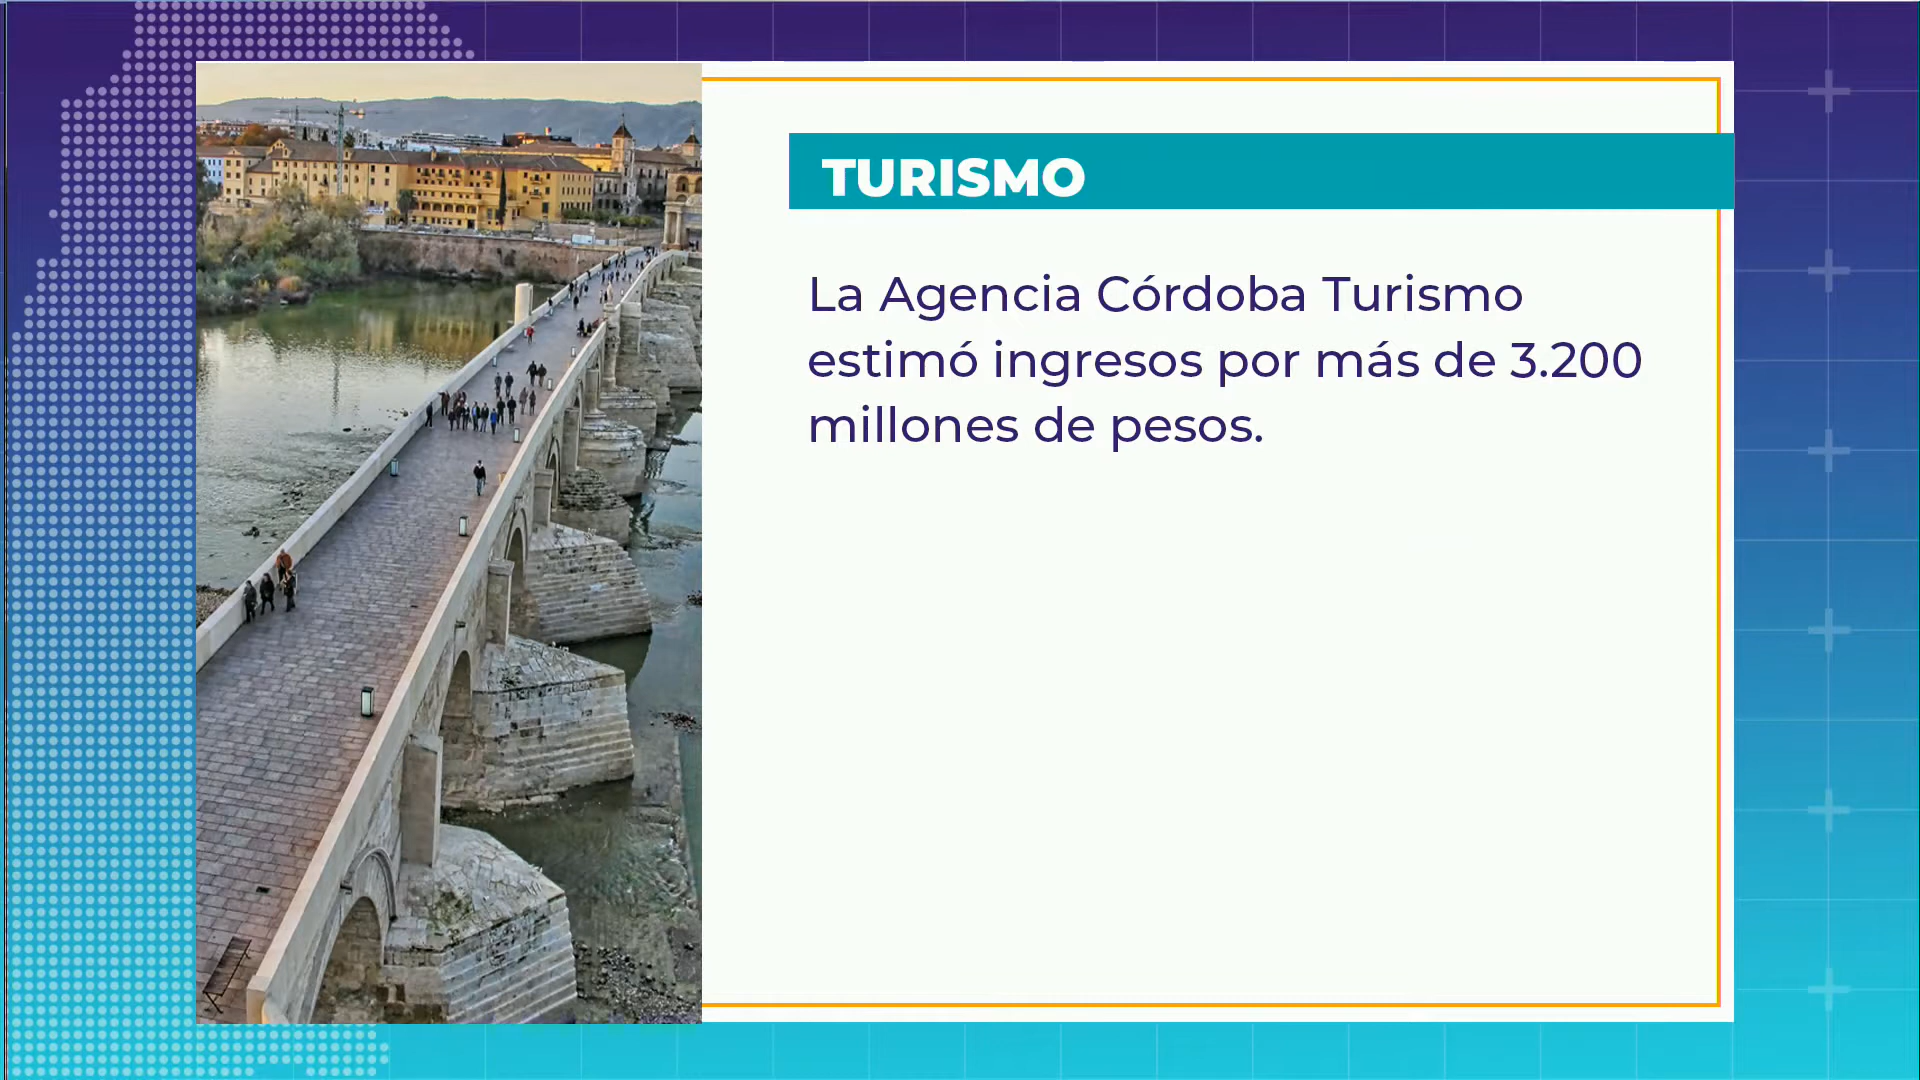 TURISMO
La Agencia Córdoba Turismo
estimó ingresos por más de 3.200
millones de pesos.